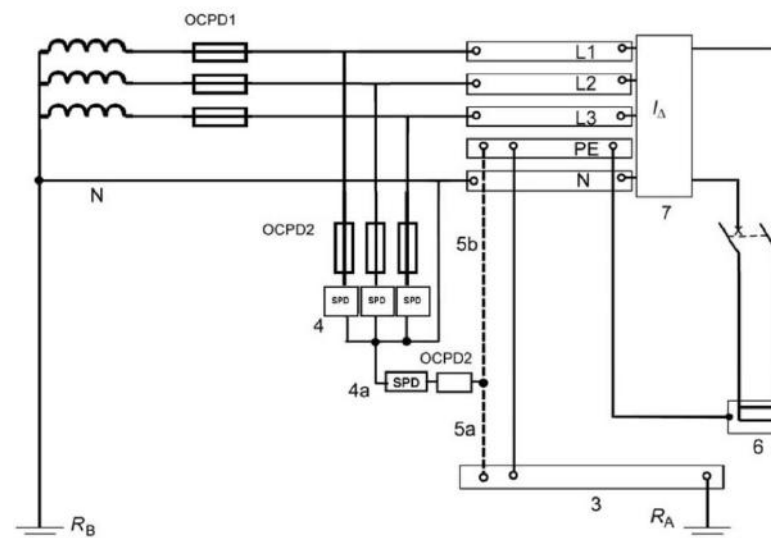 OCPD1
L1
L2
L3
I∆
PE
N
N
7
OCPD2
5b
SPD SPD SPD
4
OCPD2
4a
SPD
5a
6
3
RB
RA